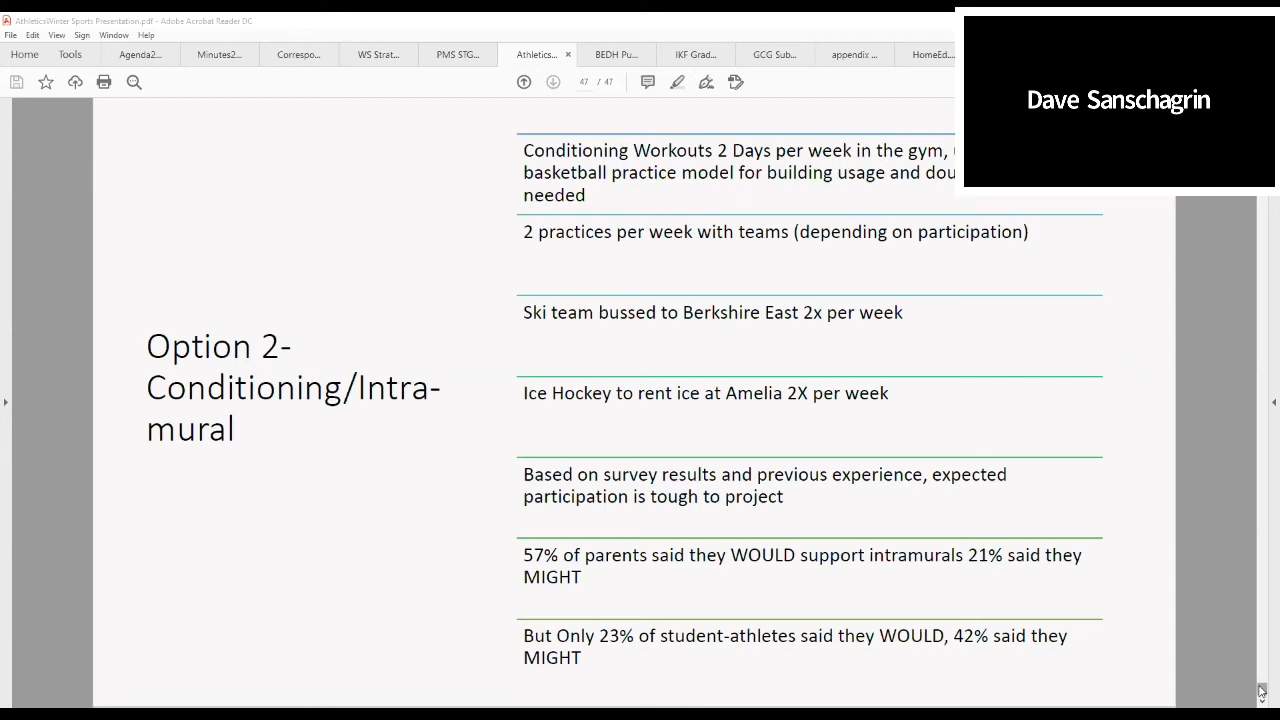 AthleticsWinter Sports Presentation.pdf - Adobe Acrobat Reader DC
File Edit View Sign Window Help
Home Tools Agenda2... Minutes2... Correspo... WS Strat... PMS STG... Athletics... × BEDH Pu... IKF Grad... GCG Sub... appendix ... HomeEd...
47 / 47
Dave Sanschagrin
Conditioning Workouts 2 Days per week in the gym,
basketball practice model for building usage and
needed
2 practices per week with teams (depending on participation)
Ski team bussed to Berkshire East 2x per week
Option 2-
Conditioning/Intra-
mural
Ice Hockey to rent ice at Amelia 2X per week
Based on survey results and previous experience, expected
participation is tough to project
57% of parents said they WOULD support intramurals 21% said they
MIGHT
But Only 23% of student-athletes said they WOULD, 42% said they
MIGHT